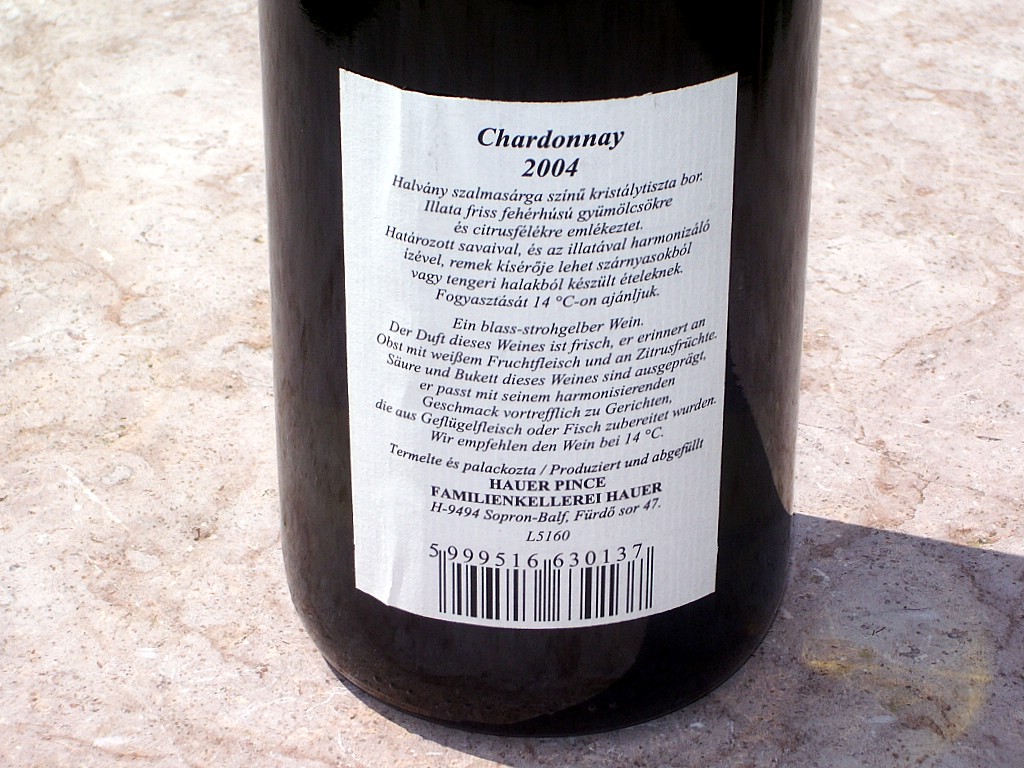 Chardonnay
2004
Halvány szalmasárga színű kristálytiszta bor.
Illata friss fehérhúsú gyümölcsökre
és citrusfélékre emlékeztet.
Határozott savaival, és az illatával harmonizáló
ízével, remek kisérője lehet szárnyasokból
vagy tengeri halakból készült ételeknek.
Fogyasztását 14 °C-on ajánljuk.
Ein blass-strohgelber Wein.
Der Duft dieses Weines ist frisch, er erinnert an
Obst mit weißem Fruchtfleisch und an Zitrusfrüchte.
Säure und Bukett dieses Weines sind ausgeprägt,
er passt mit seinem harmonisierenden
Geschmack vortrefflich zu Gerichten,
die aus Geflügelfleisch oder Fisch zubereitet wurden.
Wir empfehlen den Wein bei 14 °C.
Termelte és palackozta / Produziert und abgefüllt
HAUER PINCE
FAMILIENKELLEREI HAUER
H-9494 Sopron-Balf, Fürdő sor 47.
L5160
5 999516 630137